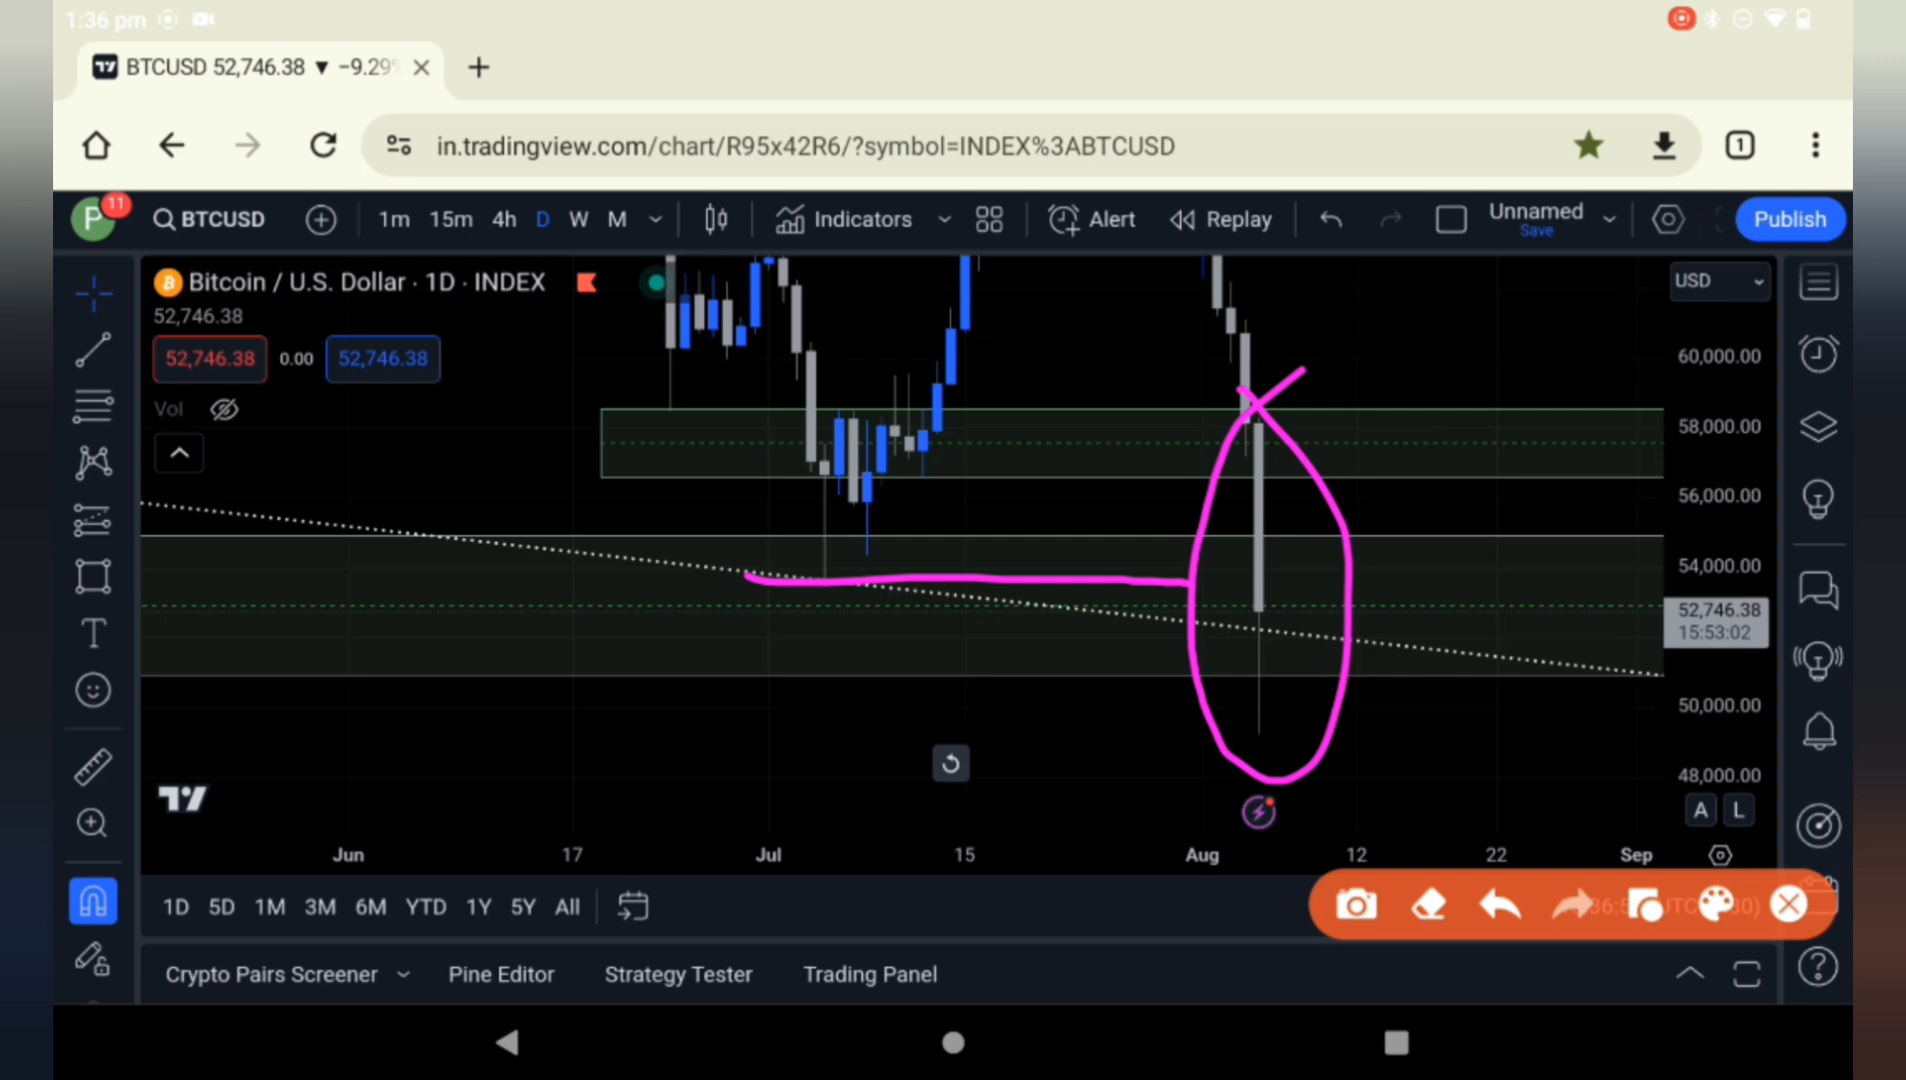 1:36 pm
BTCUSD 52,746.38 ▼ −9.29%
in.tradingview.com/chart/R95x42R6/?symbol=INDEX%3ABTCUSD
1
P
11
BTCUSD
1m 15m 4h D W M
Indicators
Alert
Replay
Unnamed
Save
Publish
Bitcoin / U.S. Dollar · 1D · INDEX
USD
52,746.38
52,746.38 0.00 52,746.38
Vol
60,000.00
58,000.00
56,000.00
54,000.00
52,746.38
15:53:02
50,000.00
48,000.00
A L
Jun 17 Jul 15 Aug 12 22 Sep
1D 5D 1M 3M 6M YTD 1Y 5Y All
Crypto Pairs Screener Pine Editor Strategy Tester Trading Panel